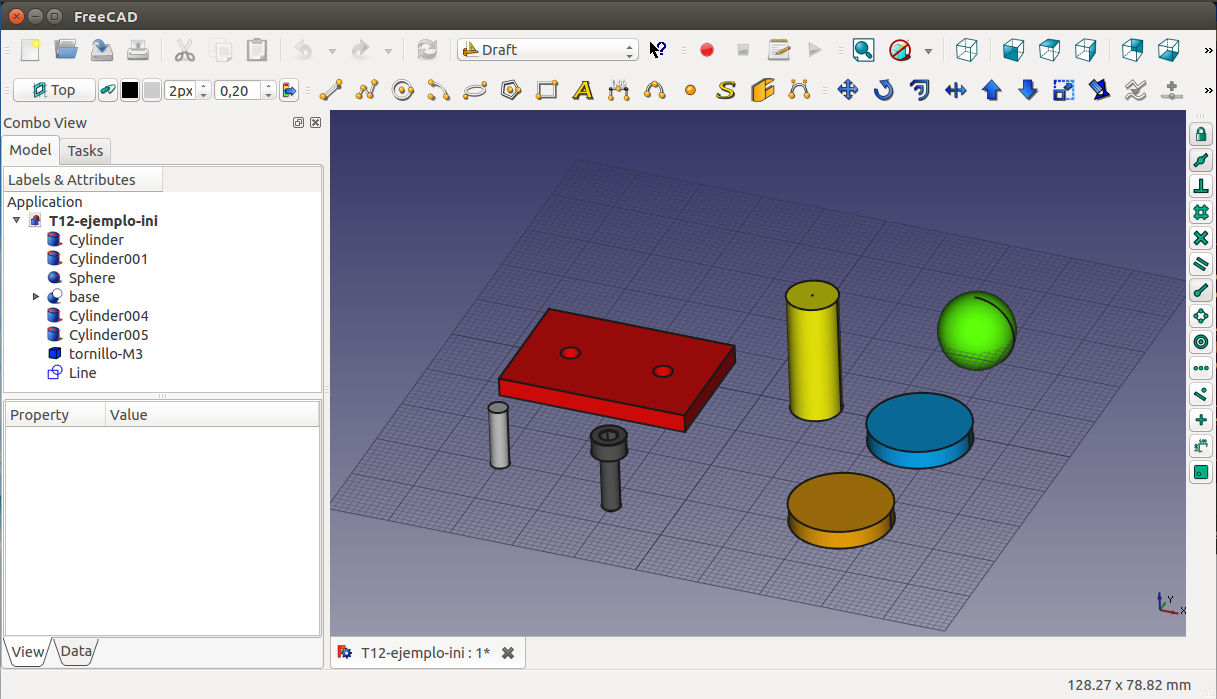 FreeCAD
Draft
Top
2px
0,20
Combo View
Model
Tasks
Labels & Attributes
Application
T12-ejemplo-ini
Cylinder
Cylinder001
Sphere
base
Cylinder004
Cylinder005
tornillo-M3
Line
Property
Value
View
Data
Y
X
T12-ejemplo-ini : 1*
128.27 x 78.82 mm